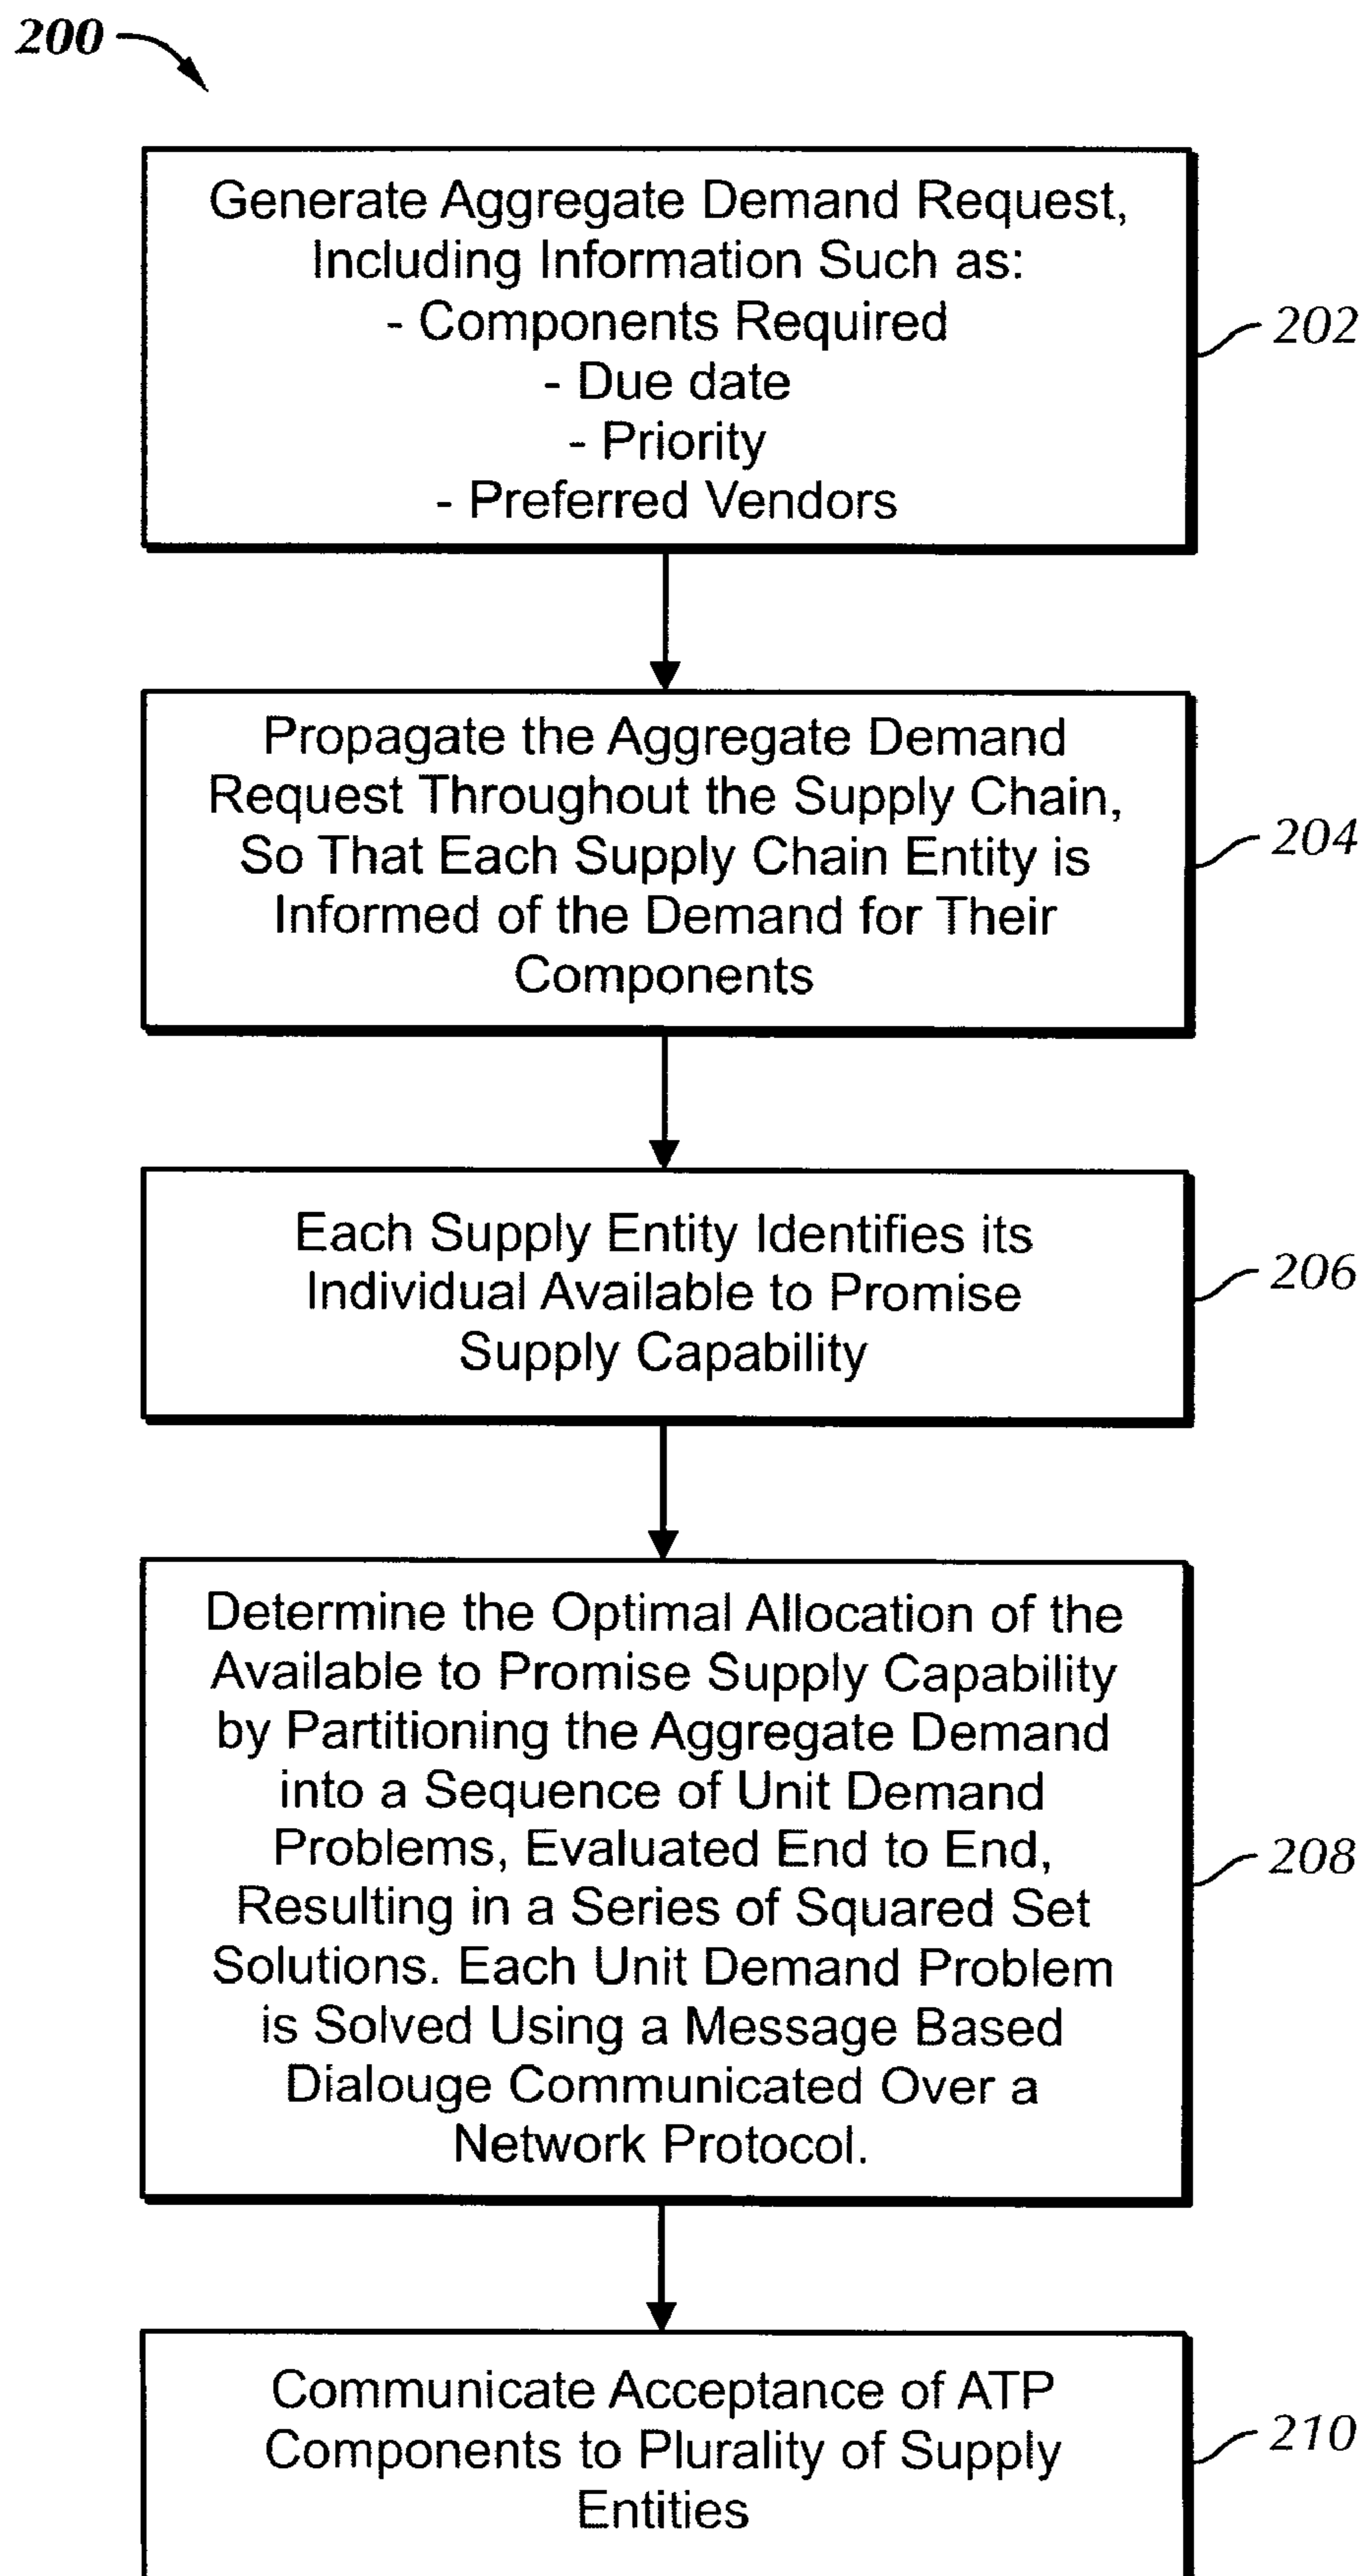 200
Generate Aggregate Demand Request,
Including Information Such as:
- Components Required
- Due date
- Priority
- Preferred Vendors
202
Propagate the Aggregate Demand
Request Throughout the Supply Chain,
So That Each Supply Chain Entity is
Informed of the Demand for Their
Components
204
Each Supply Entity Identifies its
Individual Available to Promise
Supply Capability
206
Determine the Optimal Allocation of the
Available to Promise Supply Capability
by Partitioning the Aggregate Demand
into a Sequence of Unit Demand
Problems, Evaluated End to End,
Resulting in a Series of Squared Set
Solutions. Each Unit Demand Problem
is Solved Using a Message Based
Dialouge Communicated Over a
Network Protocol.
208
Communicate Acceptance of ATP
Components to Plurality of Supply
Entities
210